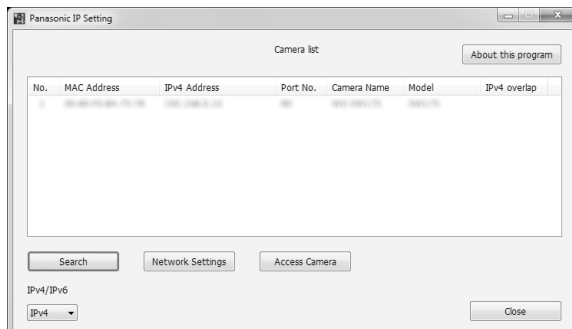 Panasonic IP Setting
Camera list
About this program
No. MAC Address IPv4 Address Port No. Camera Name Model IPv4 overlap
Search Network Settings Access Camera
IPv4/IPv6
IPv4
Close